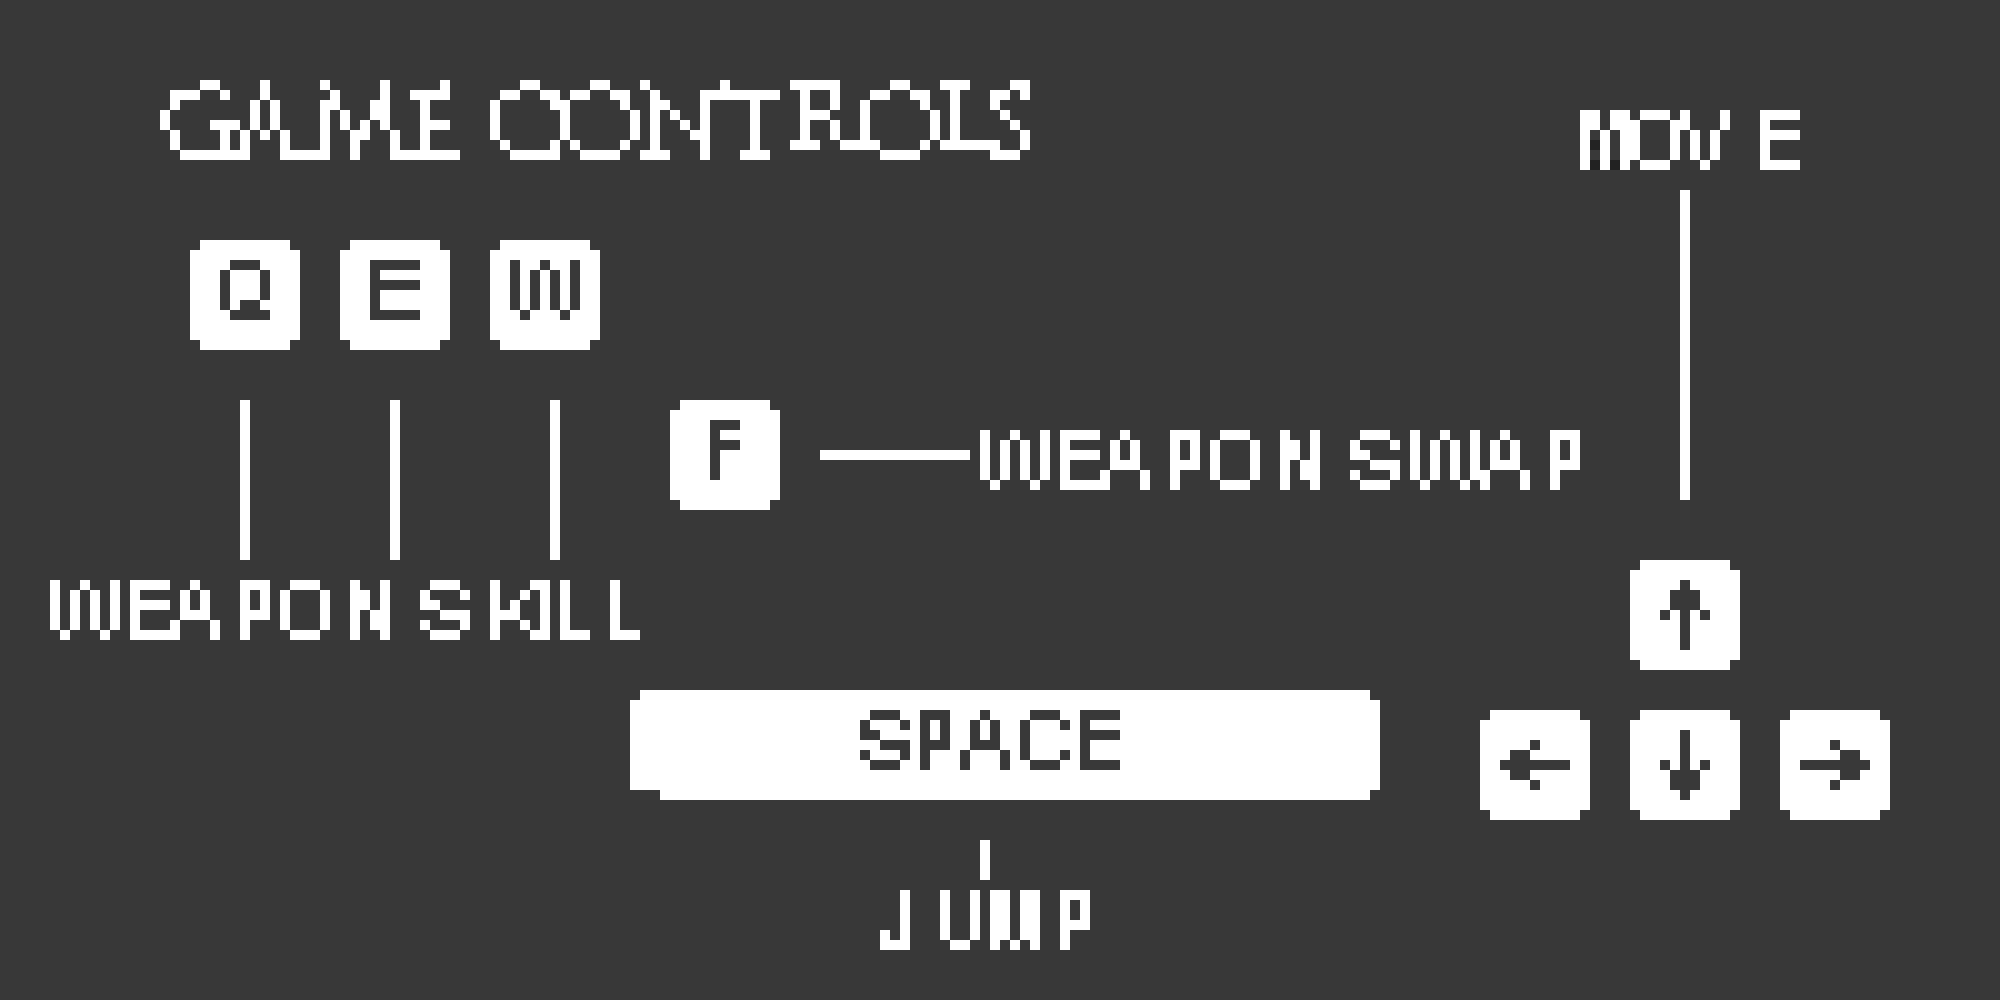 GAME CONTROLS
MOVE
Q E W
F WEAPON SWAP
WEAPON SKILL
↑
SPACE
← ↓ →
JUMP